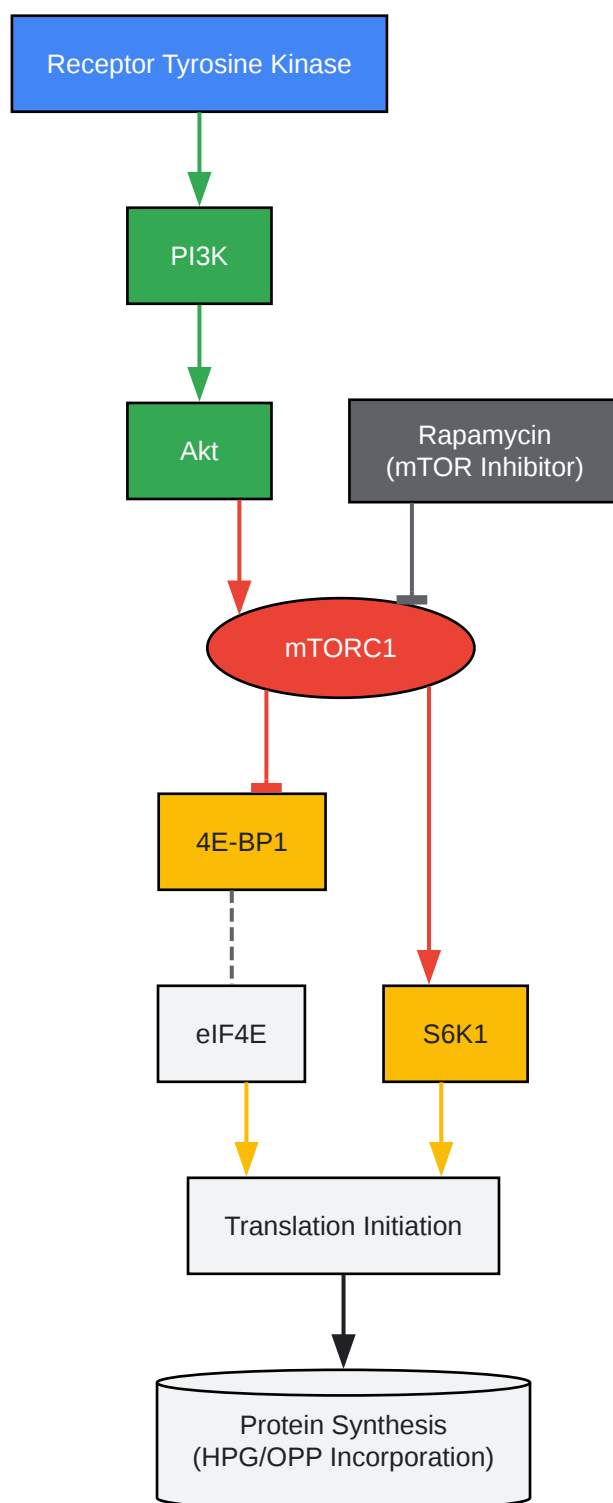 Receptor Tyrosine Kinase
PI3K
Akt
Rapamycin
(mTOR Inhibitor)
mTORC1
4E-BP1
eIF4E
S6K1
Translation Initiation
Protein Synthesis
(HPG/OPP Incorporation)